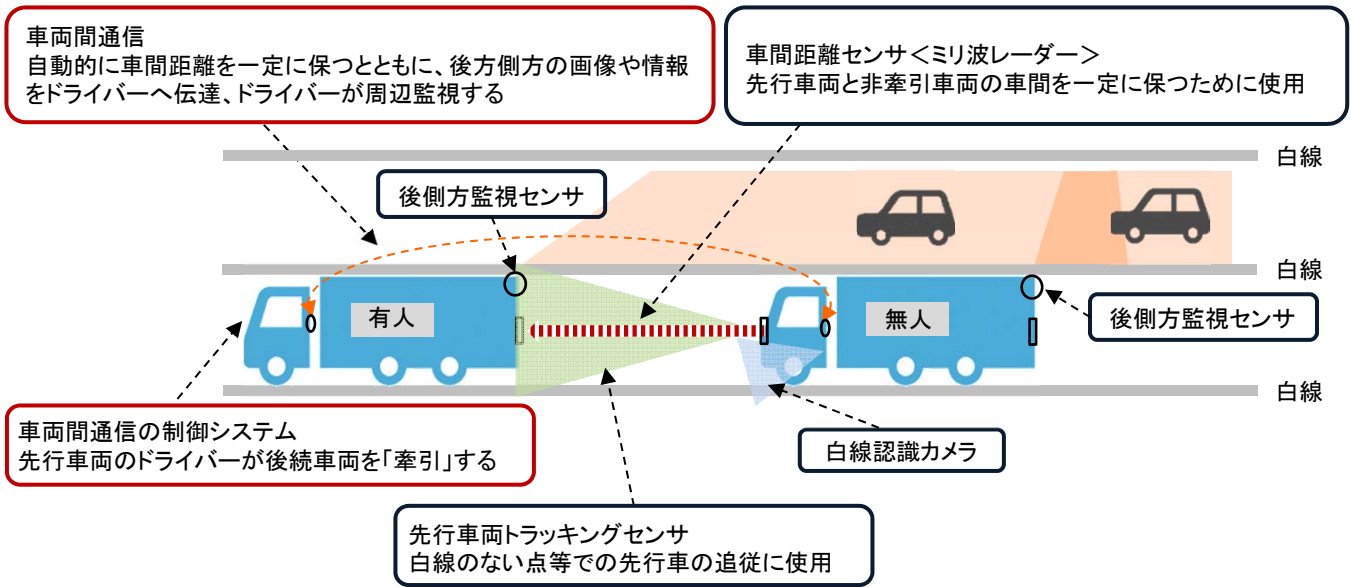 車両間通信
自動的に車間距離を一定に保つとともに、後方側方の画像や情報
をドライバーへ伝達、ドライバーが周辺監視する
車間距離センサ<ミリ波レーダー>
先行車両と非牽引車両の車間を一定に保つために使用
白線
後側方監視センサ
白線
有人
無人
後側方監視センサ
白線
車両間通信の制御システム
先行車両のドライバーが後続車両を「牽引」する
白線認識カメラ
先行車両トラッキングセンサ
白線のない点等での先行車の追従に使用